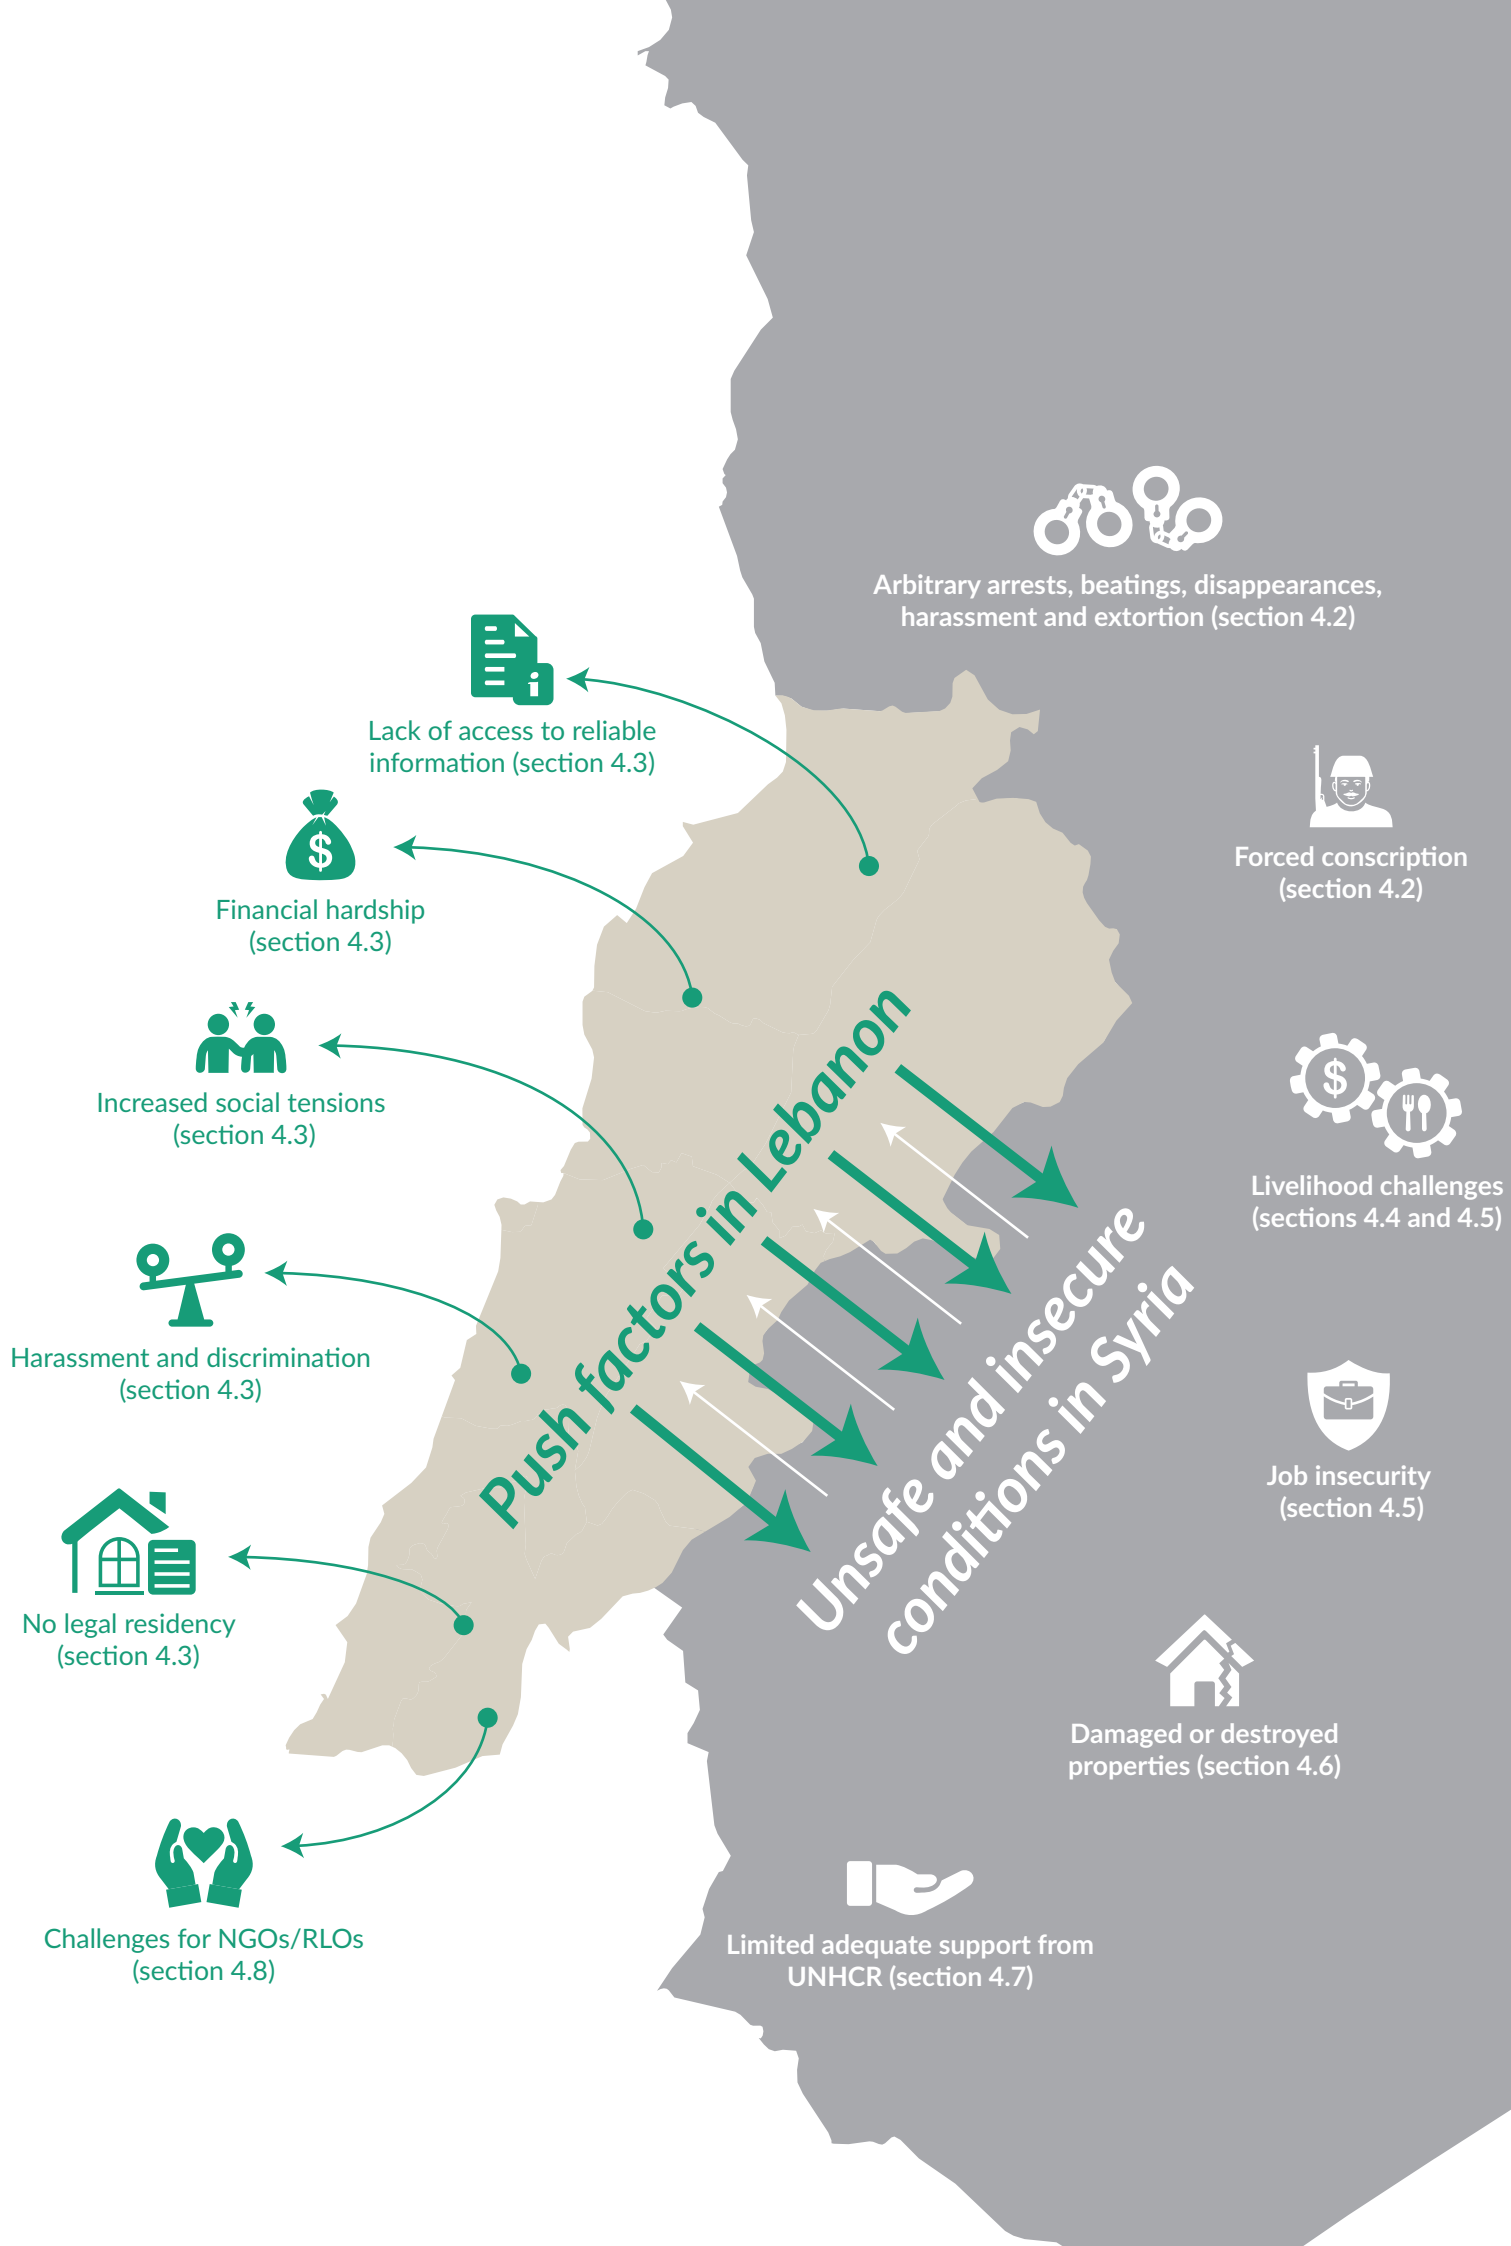 Arbitrary arrests, beatings, disappearances,
harassment and extortion (section 4.2)
Lack of access to reliable
information (section 4.3)
Forced conscription
(section 4.2)
$
Financial hardship
(section 4.3)
Increased social tensions
(section 4.3)
$
Livelihood challenges
(sections 4.4 and 4.5)
Push factors in Lebanon
Unsafe and insecure
conditions in Syria
Harassment and discrimination
(section 4.3)
Job insecurity
(section 4.5)
No legal residency
(section 4.3)
Damaged or destroyed
properties (section 4.6)
Challenges for NGOs/RLOs
(section 4.8)
Limited adequate support from
UNHCR (section 4.7)